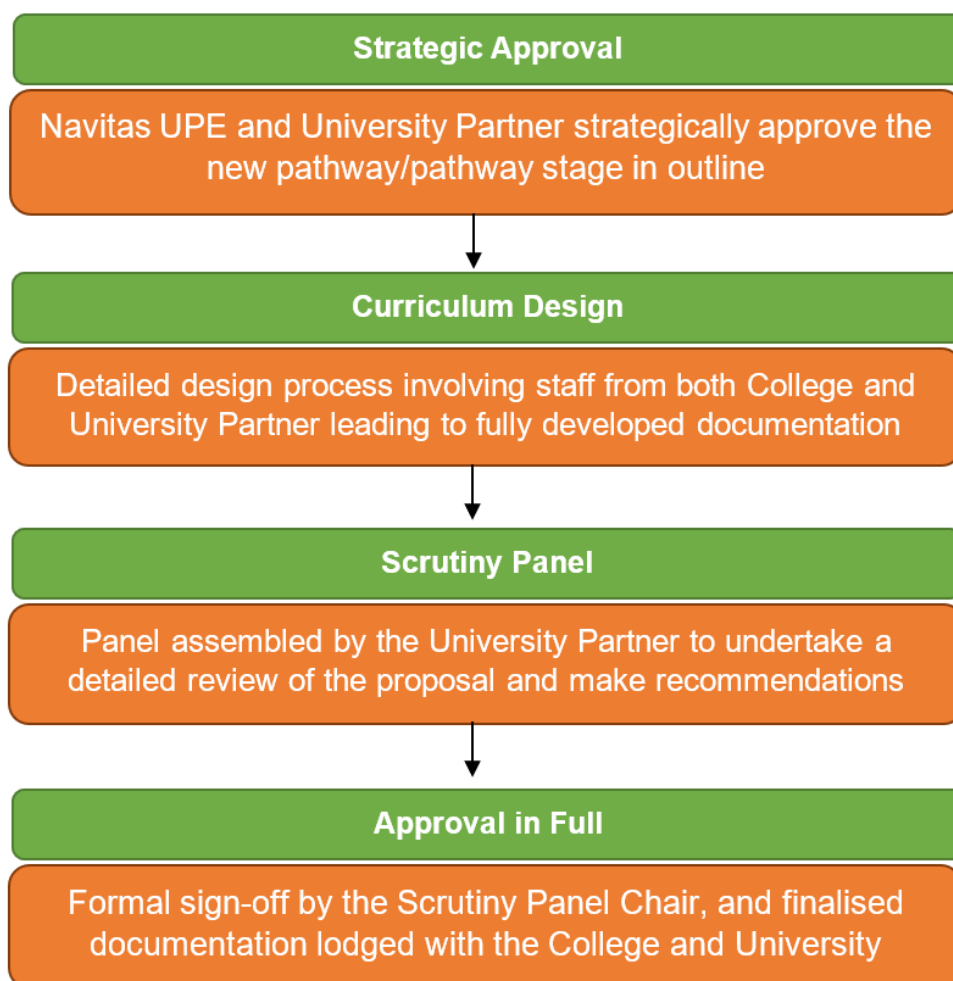 Strategic Approval
Navitas UPE and University Partner strategically approve the
new pathway/pathway stage in outline
Curriculum Design
Detailed design process involving staff from both College and
University Partner leading to fully developed documentation
Scrutiny Panel
Panel assembled by the University Partner to undertake a
detailed review of the proposal and make recommendations
Approval in Full
Formal sign-off by the Scrutiny Panel Chair, and finalised
documentation lodged with the College and University